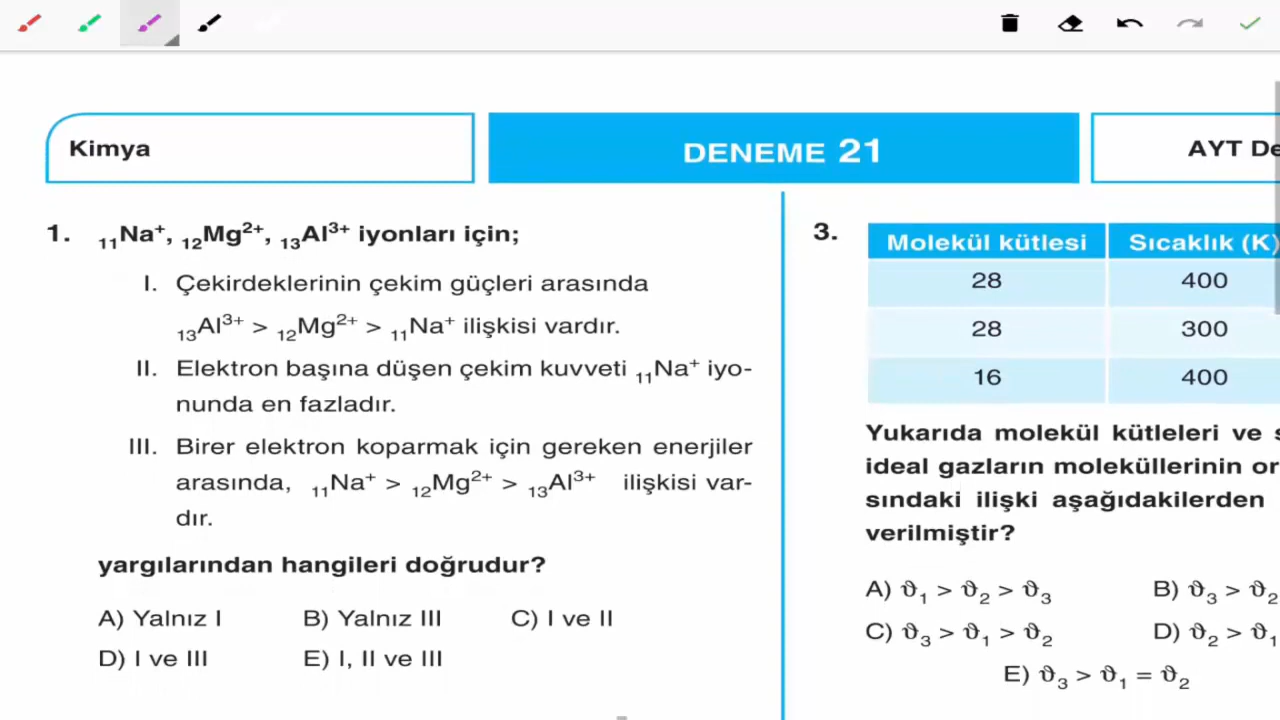 Kimya
DENEME 21
AYT De
1. ₁₁Na⁺, ₁₂Mg²⁺, ₁₃Al³⁺ iyonları için;
I. Çekirdeklerinin çekim güçleri arasında
₁₃Al³⁺ > ₁₂Mg²⁺ > ₁₁Na⁺ ilişkisi vardır.
II. Elektron başına düşen çekim kuvveti ₁₁Na⁺ iyo-
nunda en fazladır.
III. Birer elektron koparmak için gereken enerjiler
arasında, ₁₁Na⁺ > ₁₂Mg²⁺ > ₁₃Al³⁺ ilişkisi var-
dır.
yargılarından hangileri doğrudur?
A) Yalnız I B) Yalnız III C) I ve II
D) I ve III E) I, II ve III
3.
Molekül kütlesi Sıcaklık (K)
28 400
28 300
16 400
Yukarıda molekül kütleleri ve s
ideal gazların moleküllerinin or
sındaki ilişki aşağıdakilerden
verilmiştir?
A) ϑ₁ > ϑ₂ > ϑ₃ B) ϑ₃ > ϑ₂
C) ϑ₃ > ϑ₁ > ϑ₂ D) ϑ₂ > ϑ₁
E) ϑ₃ > ϑ₁ = ϑ₂